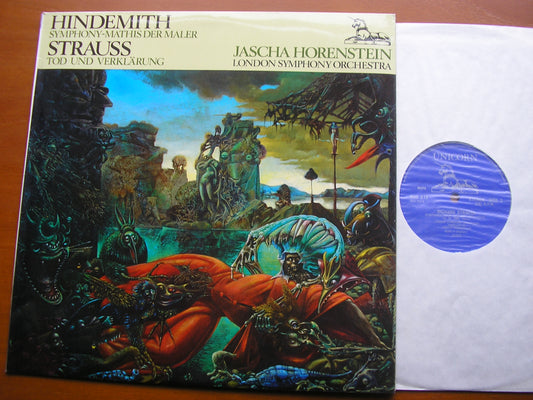 HINDEMITH
SYMPHONY-MATHIS DER MALER
STRAUSS
TOD UND VERKLÄRUNG
JASCHA HORENSTEIN
LONDON SYMPHONY ORCHESTRA
UNICORN